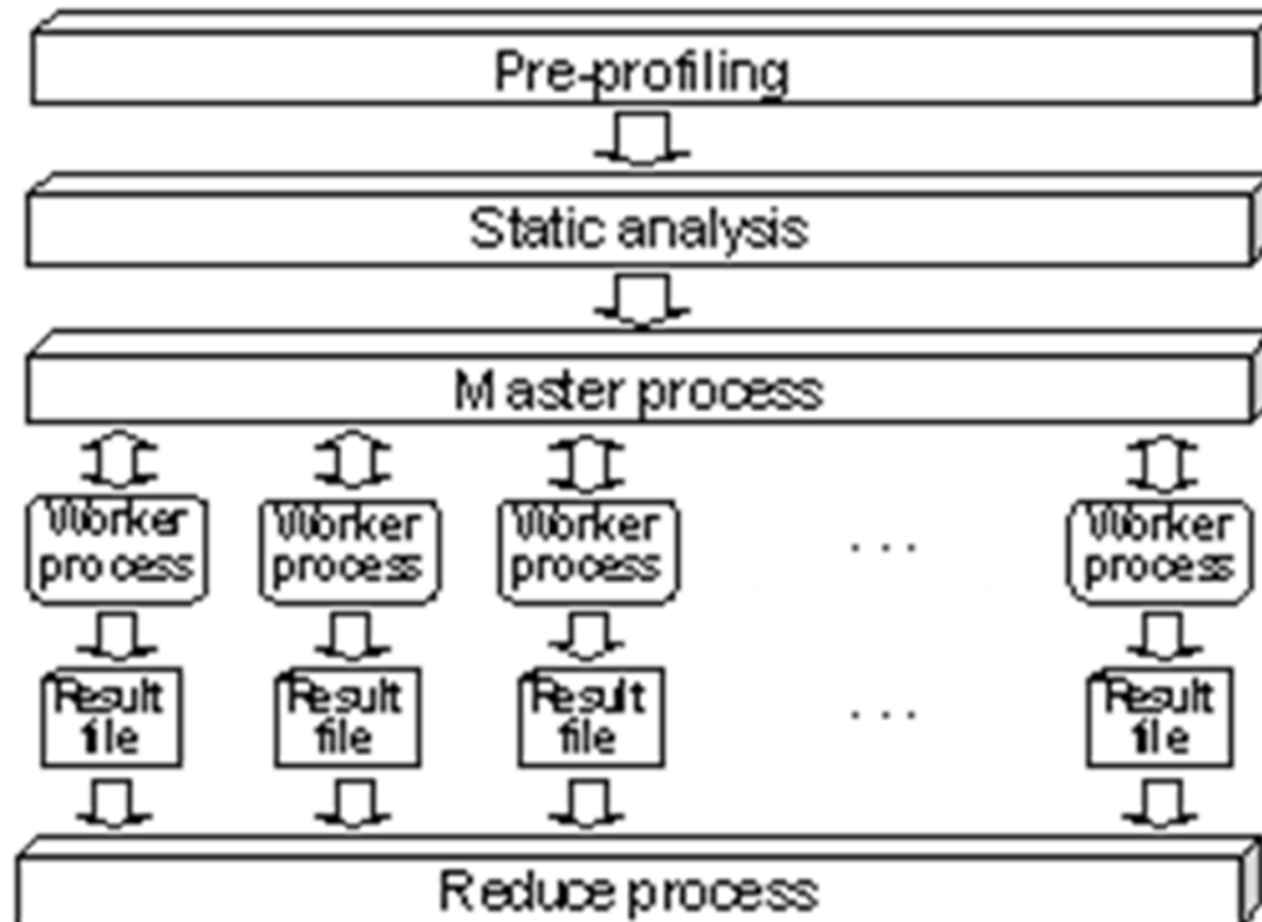 Pre-profiling
Static analysis
Master process
Worker process
Worker process
Worker process
...
Worker process
Result file
Result file
Result file
...
Result file
Reduce process